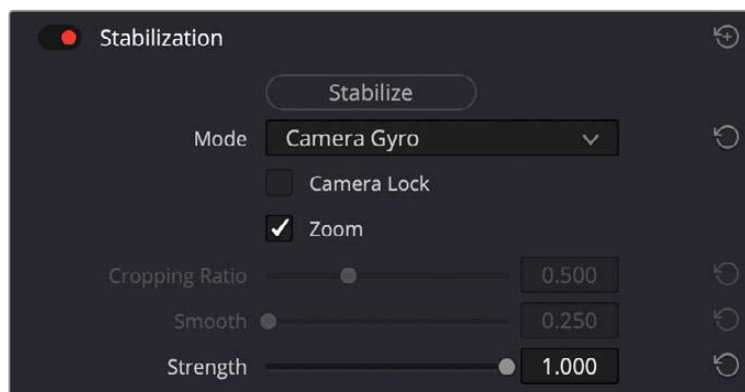 Stabilization
Stabilize
Mode Camera Gyro
Camera Lock
Zoom
Cropping Ratio 0.500
Smooth 0.250
Strength 1.000